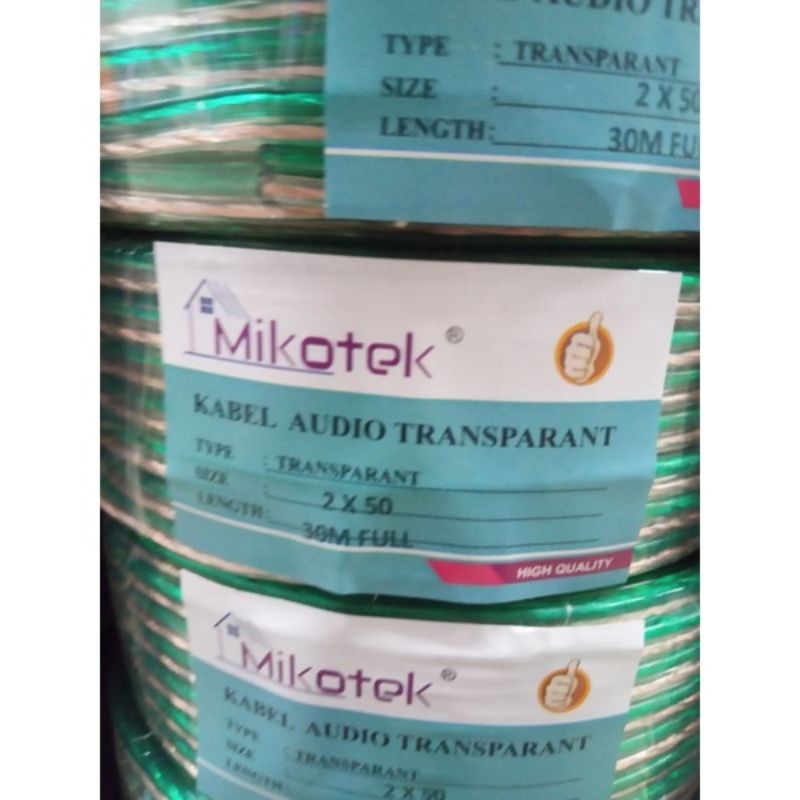 AUDIO TR
TYPE : TRANSPARANT
SIZE : 2 X 50
LENGTH: 30M FU
Mikotek ®
KABEL AUDIO TRANSPARANT
TYPE : TRANSPARANT
SIZE : 2 X 50
LENGTH: 30M FULL
HIGH QUALITY
Mikotek ®
KABEL AUDIO TRANSPARANT
TYPE : TRANSPARANT
SIZE : 2 X 50
LENGTH